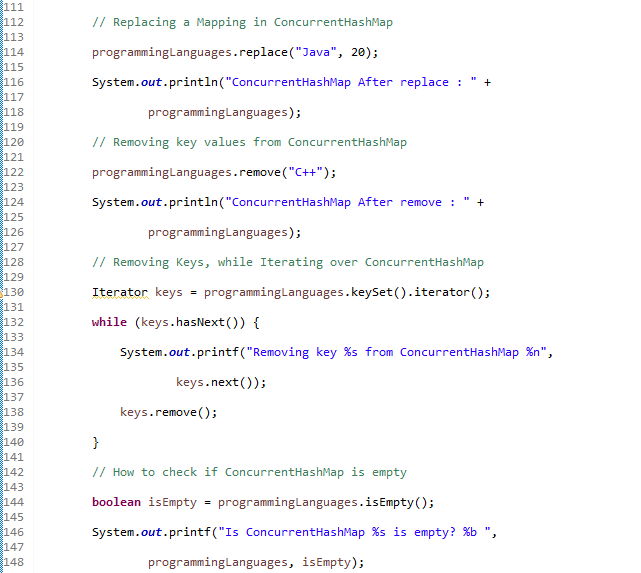 111
112 // Replacing a Mapping in ConcurrentHashMap
113
114 programmingLanguages.replace("Java", 20);
115
116 System.out.println("ConcurrentHashMap After replace : " +
117
118 programmingLanguages);
119
120 // Removing key values from ConcurrentHashMap
121
122 programmingLanguages.remove("C++");
123
124 System.out.println("ConcurrentHashMap After remove : " +
125
126 programmingLanguages);
127
128 // Removing Keys, while Iterating over ConcurrentHashMap
129
130 Iterator keys = programmingLanguages.keySet().iterator();
131
132 while (keys.hasNext()) {
133
134 System.out.printf("Removing key %s from ConcurrentHashMap %n",
135
136 keys.next());
137
138 keys.remove();
139
140 }
141
142 // How to check if ConcurrentHashMap is empty
143
144 boolean isEmpty = programmingLanguages.isEmpty();
145
146 System.out.printf("Is ConcurrentHashMap %s is empty? %b ",
147
148 programmingLanguages, isEmpty);